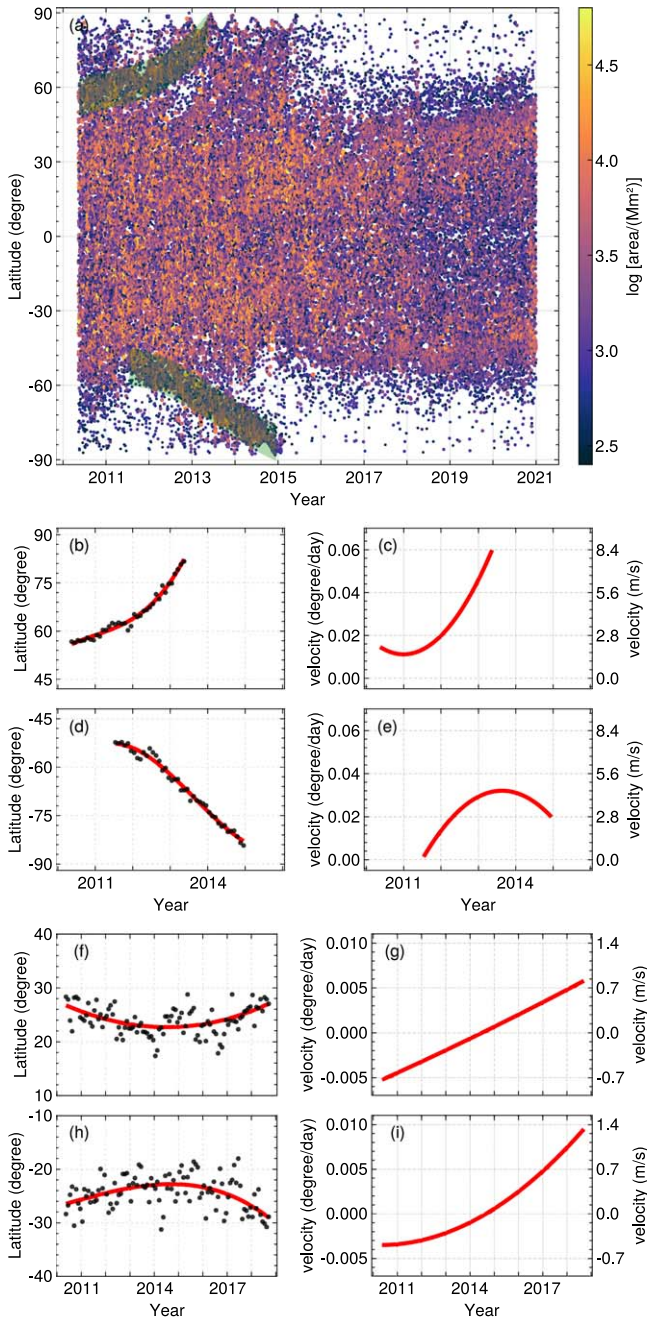 (a)
90
60
30
0
-30
-60
-90
Latitude (degree)
2011 2013 2015 2017 2019 2021
Year
4.5
4.0
3.5
3.0
2.5
log [area/(Mm²)]
(b)
90
75
60
45
Latitude (degree)
(c)
0.06
0.04
0.02
0.00
velocity (degree/day)
8.4
5.6
2.8
0.0
velocity (m/s)
(d)
-45
-60
-75
-90
Latitude (degree)
2011 2014
Year
(e)
0.06
0.04
0.02
0.00
velocity (degree/day)
8.4
5.6
2.8
0.0
velocity (m/s)
2011 2014
Year
(f)
40
30
20
10
Latitude (degree)
(g)
0.010
0.005
0.000
-0.005
velocity (degree/day)
1.4
0.7
0.0
-0.7
velocity (m/s)
(h)
-10
-20
-30
-40
Latitude (degree)
2011 2014 2017
Year
(i)
0.010
0.005
0.000
-0.005
velocity (degree/day)
1.4
0.7
0.0
-0.7
velocity (m/s)
2011 2014 2017
Year